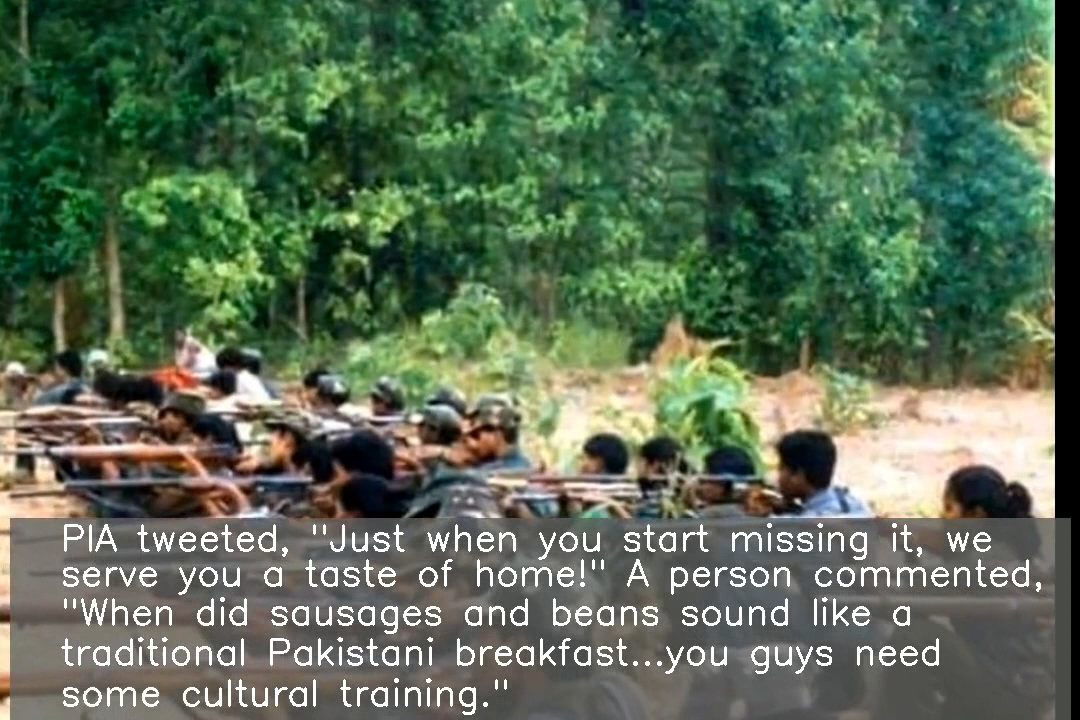 PIA tweeted, "Just when you start missing it, we
serve you a taste of home!" A person commented,
"When did sausages and beans sound like a
traditional Pakistani breakfast...you guys need
some cultural training."